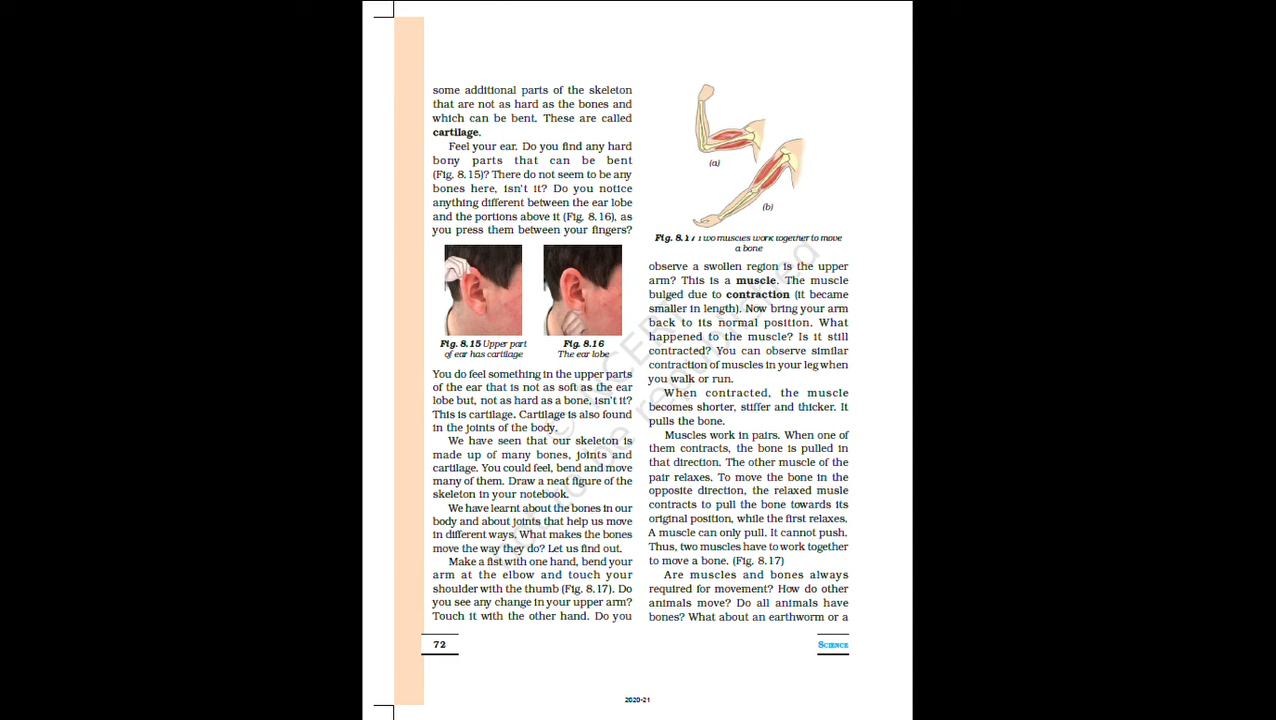 some additional parts of the skeleton
that are not as hard as the bones and
which can be bent. These are called
cartilage.
Feel your ear. Do you find any hard
bony parts that can be bent
(Fig. 8.15)? There do not seem to be any
bones here, isn't it? Do you notice
anything different between the ear lobe
and the portions above it (Fig. 8.16), as
you press them between your fingers?
Fig. 8.15 Upper part
of ear has cartilage
Fig. 8.16
The ear lobe
You do feel something in the upper parts
of the ear that is not as soft as the ear
lobe but, not as hard as a bone, isn't it?
This is cartilage. Cartilage is also found
in the joints of the body.
We have seen that our skeleton is
made up of many bones, joints and
cartilage. You could feel, bend and move
many of them. Draw a neat figure of the
skeleton in your notebook.
We have learnt about the bones in our
body and about joints that help us move
in different ways. What makes the bones
move the way they do? Let us find out.
Make a fist with one hand, bend your
arm at the elbow and touch your
shoulder with the thumb (Fig. 8.17). Do
you see any change in your upper arm?
Touch it with the other hand. Do you
(a)
(b)
Fig. 8.17 Two muscles work together to move
a bone
observe a swollen region is the upper
arm? This is a muscle. The muscle
bulged due to contraction (it became
smaller in length). Now bring your arm
back to its normal position. What
happened to the muscle? Is it still
contracted? You can observe similar
contraction of muscles in your leg when
you walk or run.
When contracted, the muscle
becomes shorter, stiffer and thicker. It
pulls the bone.
Muscles work in pairs. When one of
them contracts, the bone is pulled in
that direction. The other muscle of the
pair relaxes. To move the bone in the
opposite direction, the relaxed musle
contracts to pull the bone towards its
original position, while the first relaxes.
A muscle can only pull. It cannot push.
Thus, two muscles have to work together
to move a bone. (Fig. 8.17)
Are muscles and bones always
required for movement? How do other
animals move? Do all animals have
bones? What about an earthworm or a
© NCERT
not to be republished
72
SCIENCE
2020-21